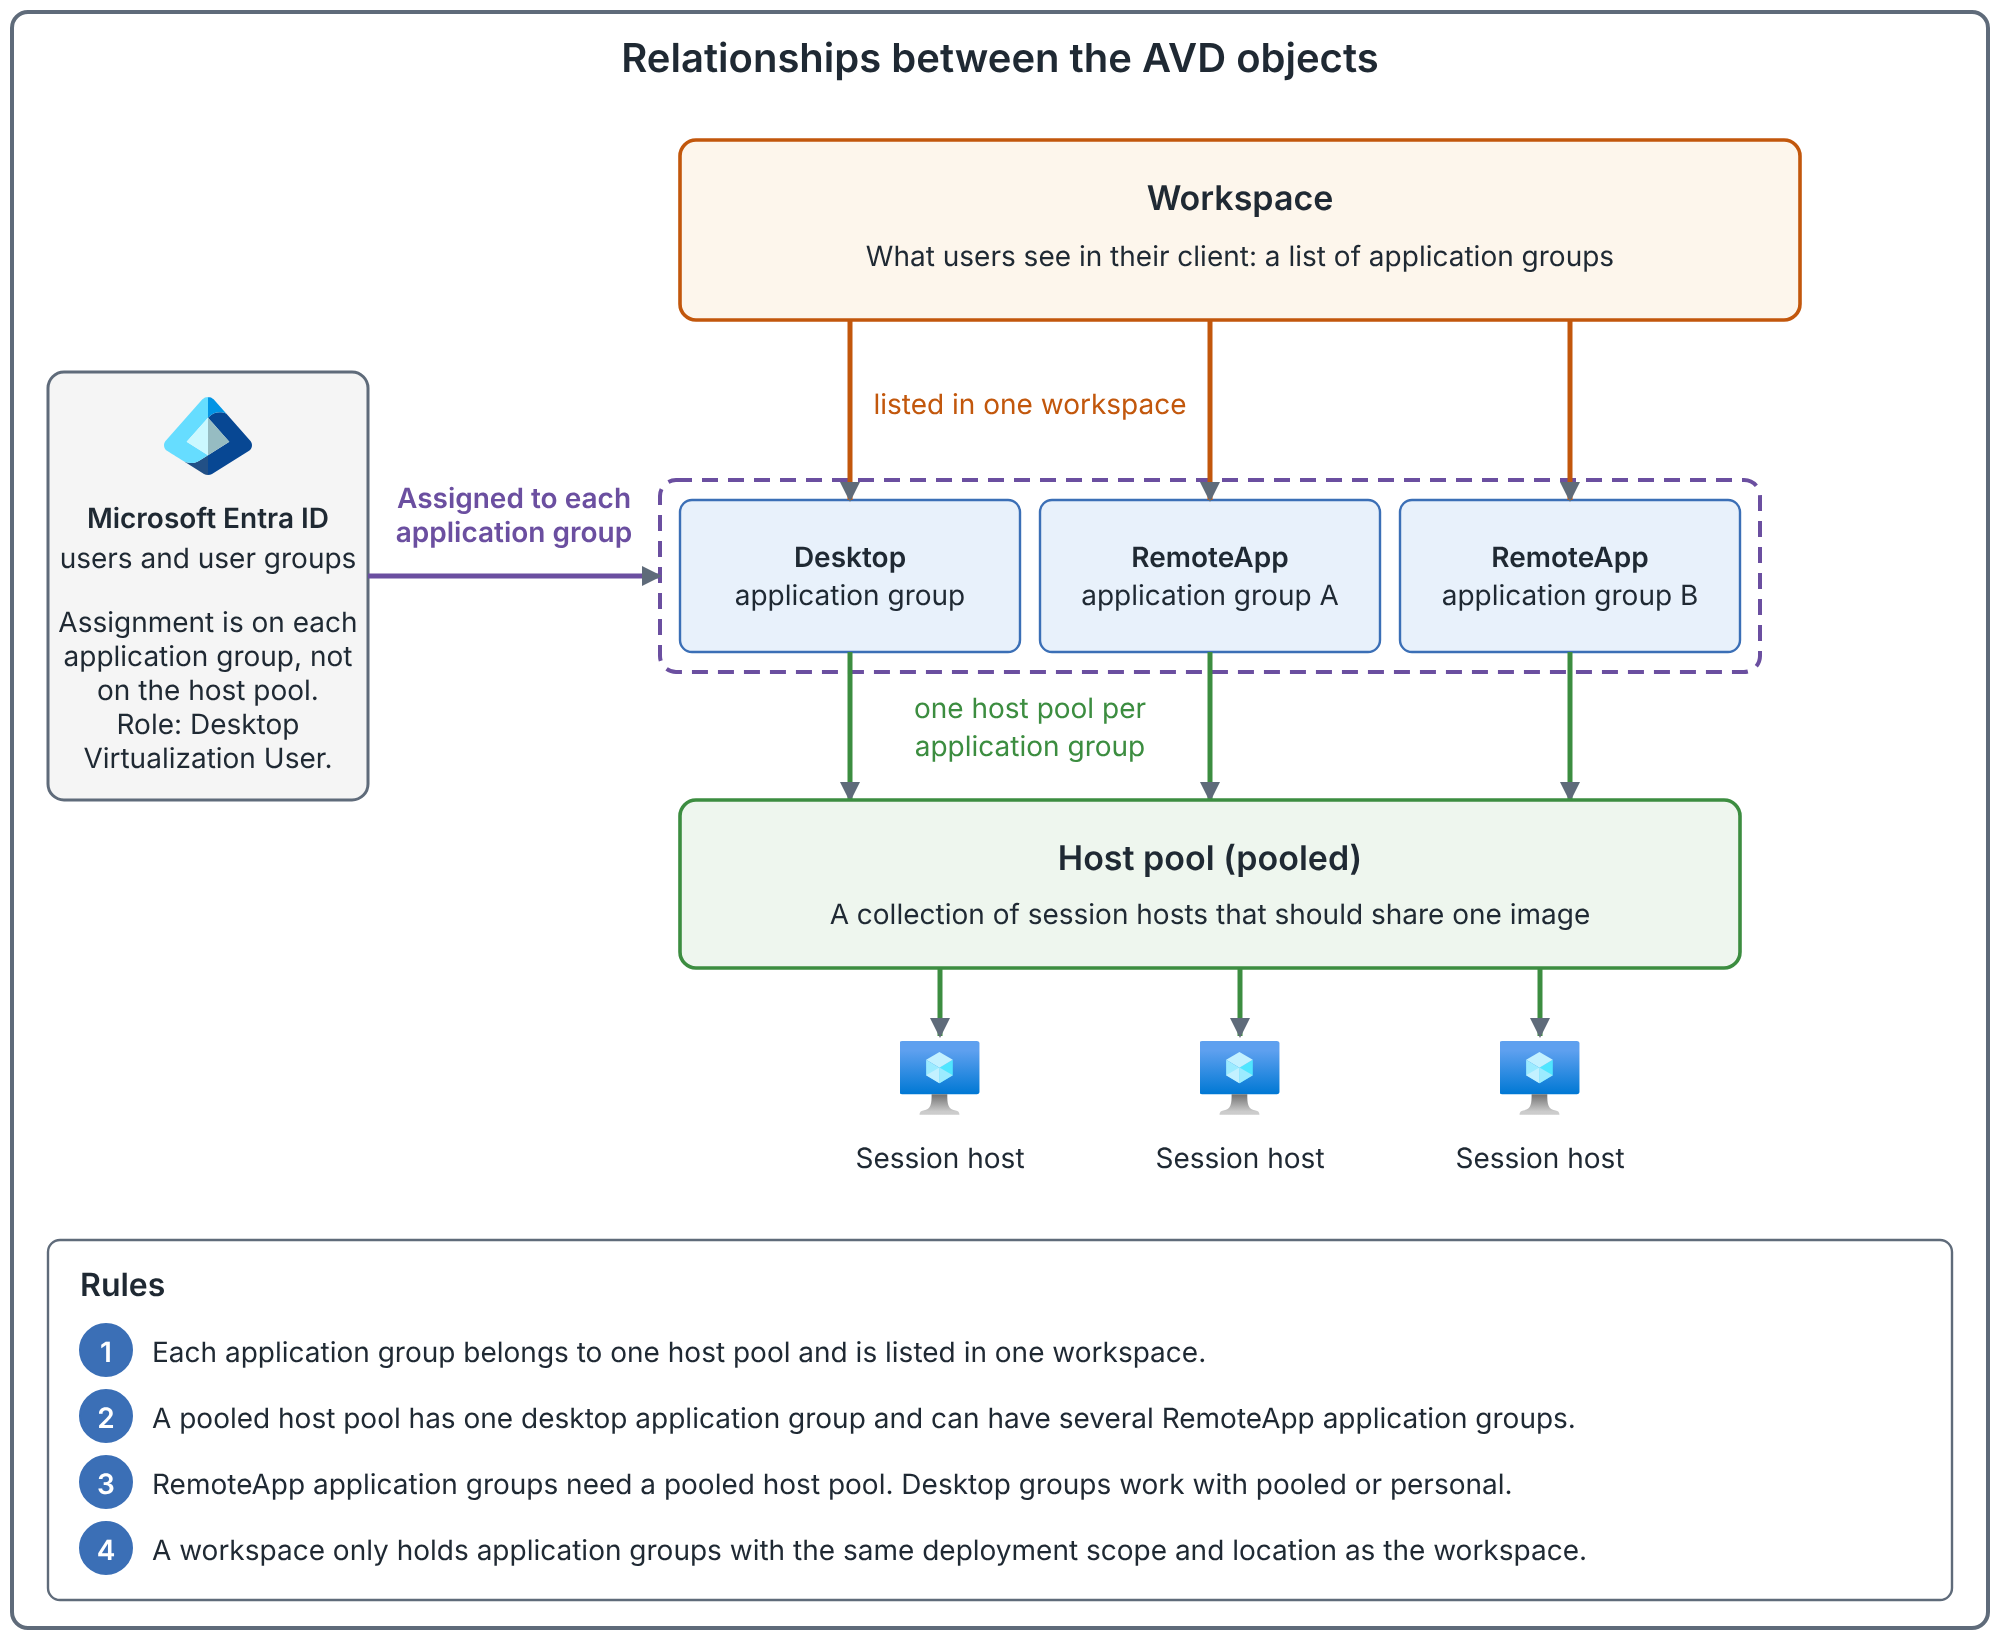 Relationships between the AVD objects
Workspace
What users see in their client: a list of application groups
listed in one workspace
Microsoft Entra ID
users and user groups
Assignment is on each
application group, not
on the host pool.
Role: Desktop
Virtualization User.
Assigned to each
application group
Desktop
application group
RemoteApp
application group A
RemoteApp
application group B
one host pool per
application group
Host pool (pooled)
A collection of session hosts that should share one image
Session host
Session host
Session host
Rules
1 Each application group belongs to one host pool and is listed in one workspace.
2 A pooled host pool has one desktop application group and can have several RemoteApp application groups.
3 RemoteApp application groups need a pooled host pool. Desktop groups work with pooled or personal.
4 A workspace only holds application groups with the same deployment scope and location as the workspace.